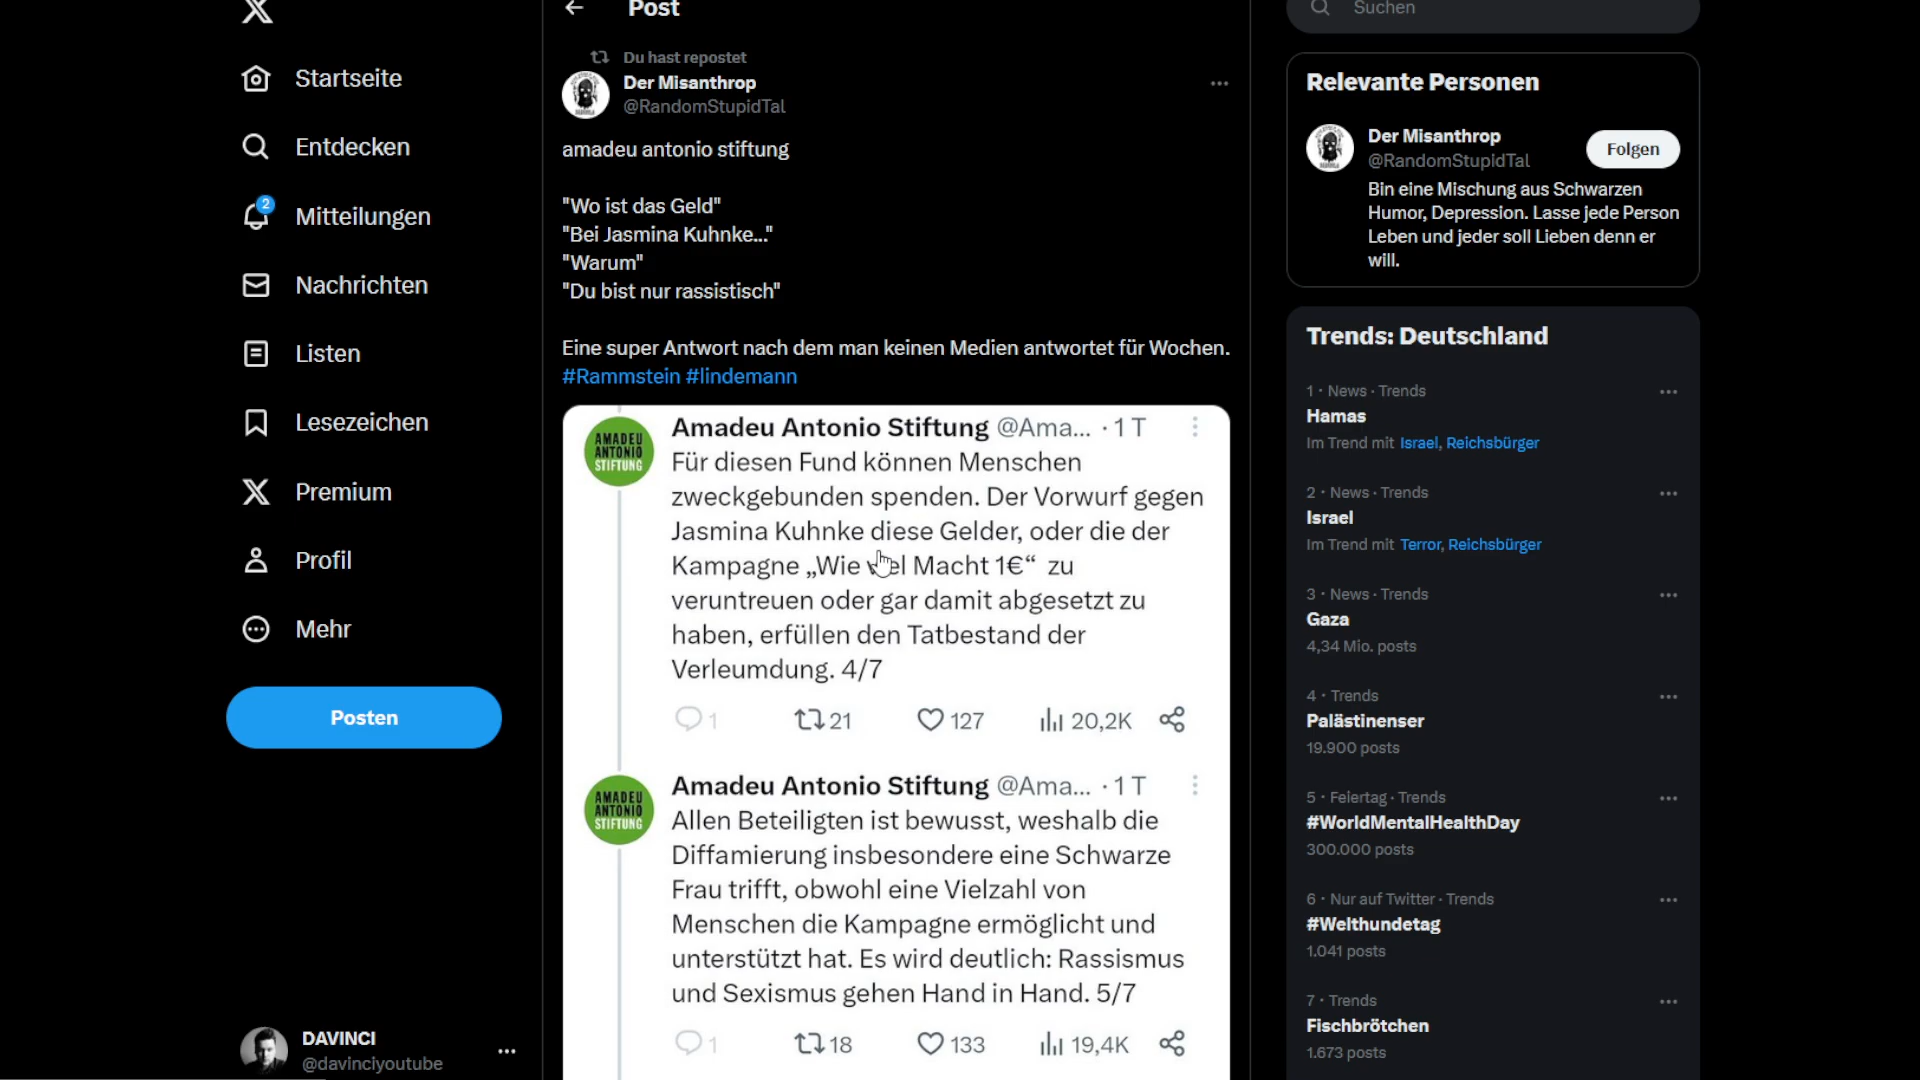 Startseite
Entdecken
2
Mitteilungen
Nachrichten
Listen
Lesezeichen
Premium
Profil
Mehr
Posten
DAVINCI
@davinciyoutube
Post
Du hast repostet
Der Misanthrop
@RandomStupidTal
amadeu antonio stiftung
"Wo ist das Geld"
"Bei Jasmina Kuhnke..."
"Warum"
"Du bist nur rassistisch"
Eine super Antwort nach dem man keinen Medien antwortet für Wochen.
#Rammstein #lindemann
AMADEU
ANTONIO
STIFTUNG
Amadeu Antonio Stiftung @Ama... · 1 T
Für diesen Fund können Menschen
zweckgebunden spenden. Der Vorwurf gegen
Jasmina Kuhnke diese Gelder, oder die der
Kampagne „Wie viel Macht 1€“ zu
veruntreuen oder gar damit abgesetzt zu
haben, erfüllen den Tatbestand der
Verleumdung. 4/7
1 21 127 20,2K
AMADEU
ANTONIO
STIFTUNG
Amadeu Antonio Stiftung @Ama... · 1 T
Allen Beteiligten ist bewusst, weshalb die
Diffamierung insbesondere eine Schwarze
Frau trifft, obwohl eine Vielzahl von
Menschen die Kampagne ermöglicht und
unterstützt hat. Es wird deutlich: Rassismus
und Sexismus gehen Hand in Hand. 5/7
1 18 133 19,4K
Suchen
Relevante Personen
Der Misanthrop
@RandomStupidTal
Folgen
Bin eine Mischung aus Schwarzen
Humor, Depression. Lasse jede Person
Leben und jeder soll Lieben denn er
will.
Trends: Deutschland
1 · News · Trends
Hamas
Im Trend mit Israel, Reichsbürger
2 · News · Trends
Israel
Im Trend mit Terror, Reichsbürger
3 · News · Trends
Gaza
4,34 Mio. posts
4 · Trends
Palästinenser
19.900 posts
5 · Feiertag · Trends
#WorldMentalHealthDay
300.000 posts
6 · Nur auf Twitter · Trends
#Welthundetag
1.041 posts
7 · Trends
Fischbrötchen
1.673 posts